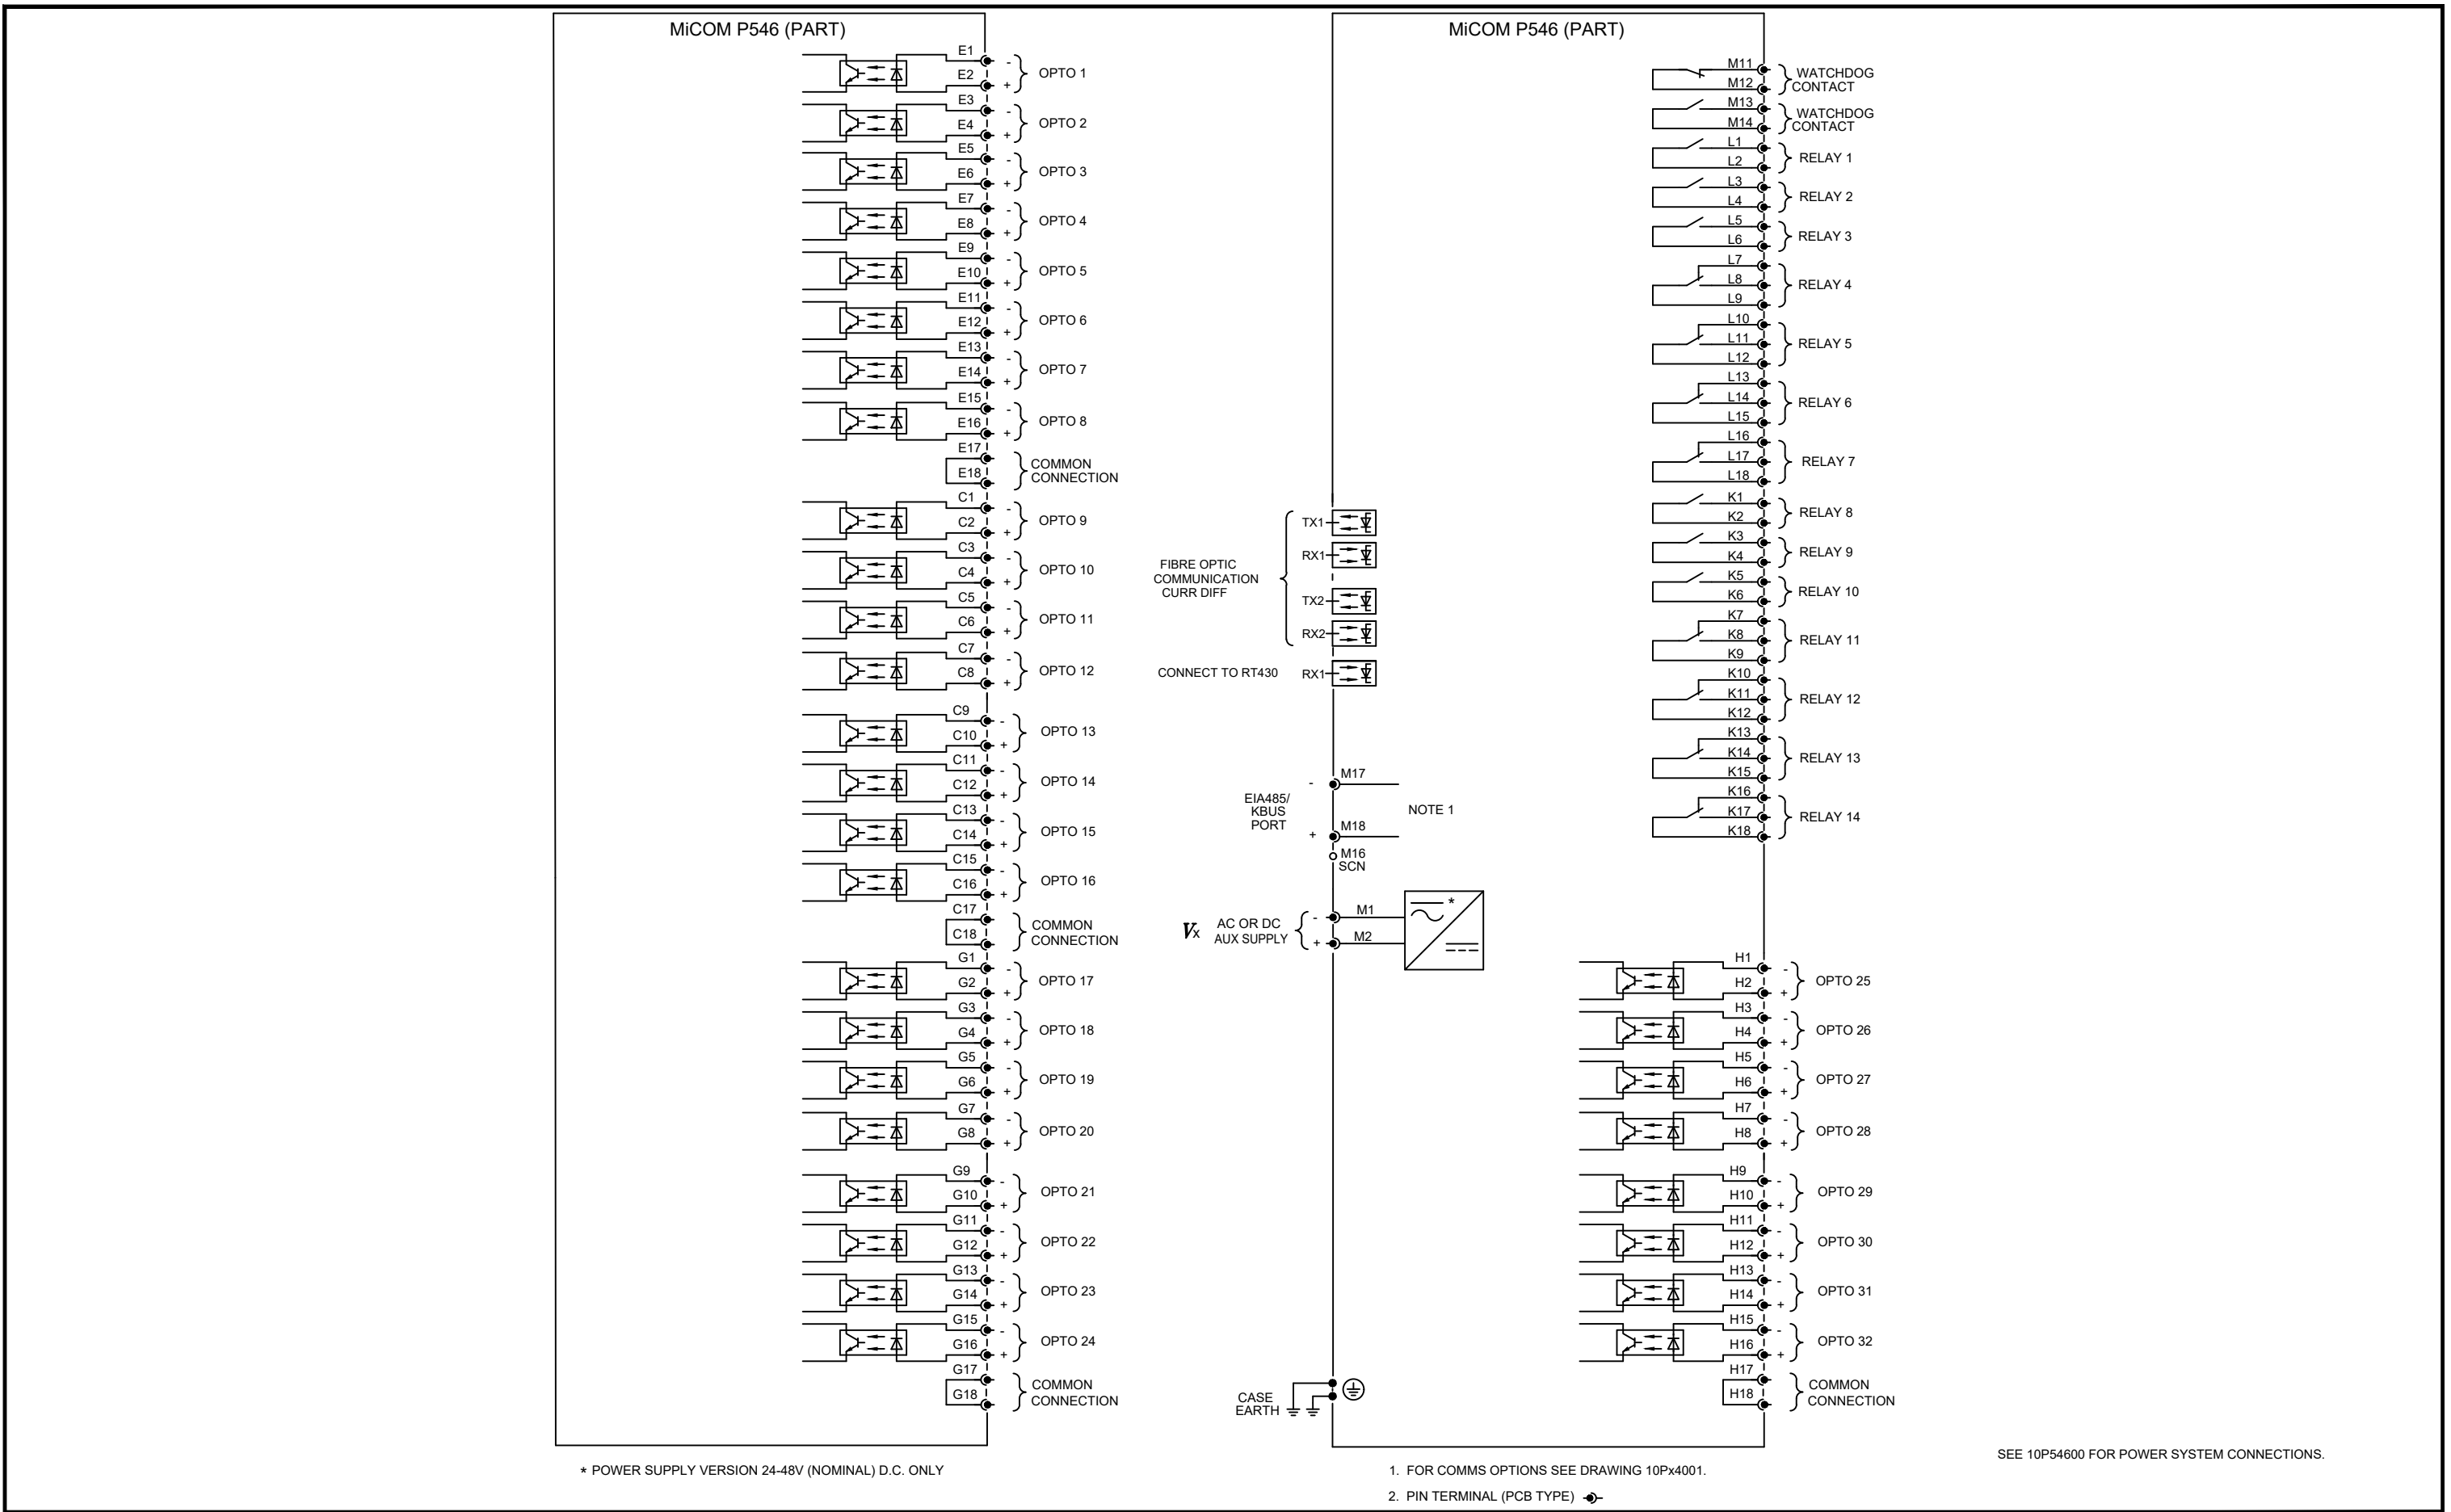 MiCOM P546 (PART)
E1
-
E2
+
OPTO 1
E3
-
E4
+
OPTO 2
E5
-
E6
+
OPTO 3
E7
-
E8
+
OPTO 4
E9
-
E10
+
OPTO 5
E11
-
E12
+
OPTO 6
E13
-
E14
+
OPTO 7
E15
-
E16
+
OPTO 8
E17
E18
COMMON
CONNECTION
C1
-
C2
+
OPTO 9
C3
-
C4
+
OPTO 10
C5
-
C6
+
OPTO 11
C7
-
C8
+
OPTO 12
C9
-
C10
+
OPTO 13
C11
-
C12
+
OPTO 14
C13
-
C14
+
OPTO 15
C15
-
C16
+
OPTO 16
C17
C18
COMMON
CONNECTION
G1
-
G2
+
OPTO 17
G3
-
G4
+
OPTO 18
G5
-
G6
+
OPTO 19
G7
-
G8
+
OPTO 20
G9
-
G10
+
OPTO 21
G11
-
G12
+
OPTO 22
G13
-
G14
+
OPTO 23
G15
-
G16
+
OPTO 24
G17
G18
COMMON
CONNECTION
* POWER SUPPLY VERSION 24-48V (NOMINAL) D.C. ONLY
MiCOM P546 (PART)
FIBRE OPTIC
COMMUNICATION
CURR DIFF
TX1
RX1
TX2
RX2
CONNECT TO RT430
RX1
EIA485/
KBUS
PORT
-
M17
+
M18
NOTE 1
M16
SCN
Vx
AC OR DC
AUX SUPPLY
-
M1
+
M2
*
CASE
EARTH
M11
M12
WATCHDOG
CONTACT
M13
M14
WATCHDOG
CONTACT
L1
L2
RELAY 1
L3
L4
RELAY 2
L5
L6
RELAY 3
L7
L8
L9
RELAY 4
L10
L11
L12
RELAY 5
L13
L14
L15
RELAY 6
L16
L17
L18
RELAY 7
K1
K2
RELAY 8
K3
K4
RELAY 9
K5
K6
RELAY 10
K7
K8
K9
RELAY 11
K10
K11
K12
RELAY 12
K13
K14
K15
RELAY 13
K16
K17
K18
RELAY 14
H1
-
H2
+
OPTO 25
H3
-
H4
+
OPTO 26
H5
-
H6
+
OPTO 27
H7
-
H8
+
OPTO 28
H9
-
H10
+
OPTO 29
H11
-
H12
+
OPTO 30
H13
-
H14
+
OPTO 31
H15
-
H16
+
OPTO 32
H17
H18
COMMON
CONNECTION
1. FOR COMMS OPTIONS SEE DRAWING 10Px4001.
2. PIN TERMINAL (PCB TYPE)
SEE 10P54600 FOR POWER SYSTEM CONNECTIONS.